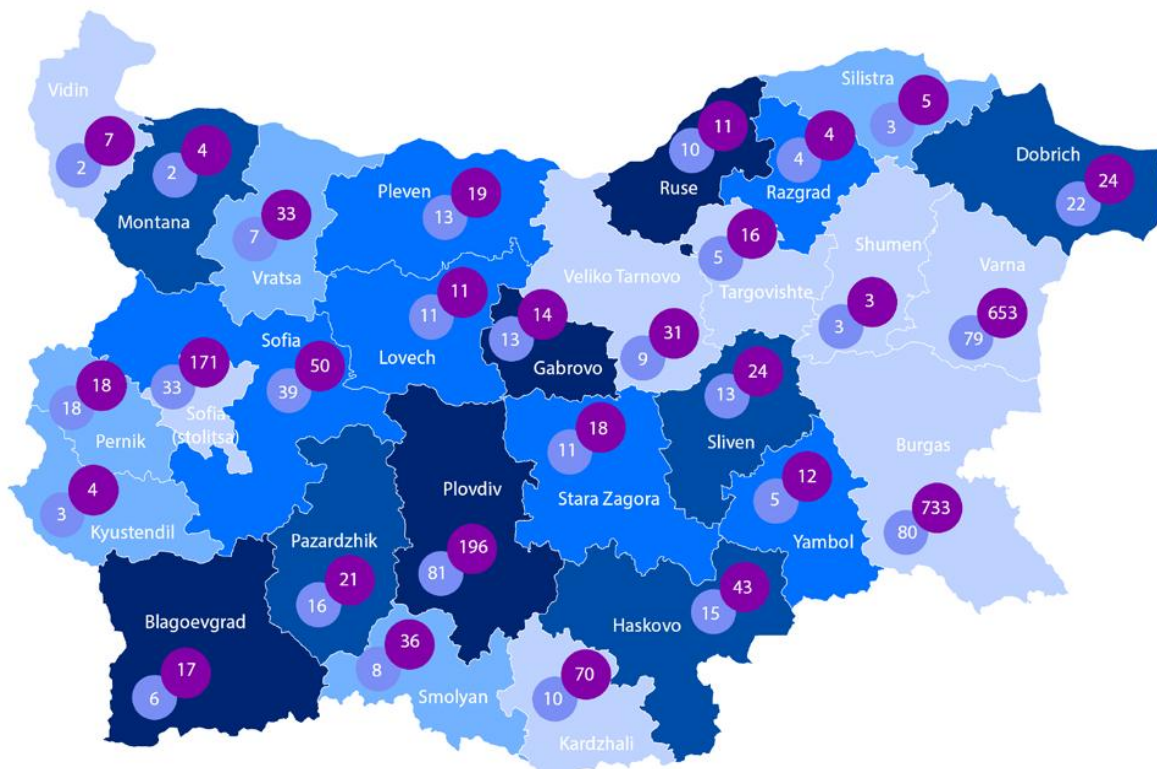 Vidin
7
2
4
2
Montana
33
7
Vratsa
Pleven
19
13
11
11
Lovech
14
13
Gabrovo
Veliko Tarnovo
31
9
11
10
Ruse
4
4
Razgrad
Silistra
5
3
Dobrich
24
22
16
5
Targovishte
Shumen
3
3
Varna
653
79
Sofia
50
39
171
33
Sofia
(stolitsa)
18
18
Pernik
4
3
Kyustendil
Pazardzhik
21
16
Plovdiv
196
81
18
11
Stara Zagora
24
13
Sliven
12
5
Yambol
Burgas
733
80
Blagoevgrad
17
6
36
8
Smolyan
70
10
Kardzhali
43
15
Haskovo